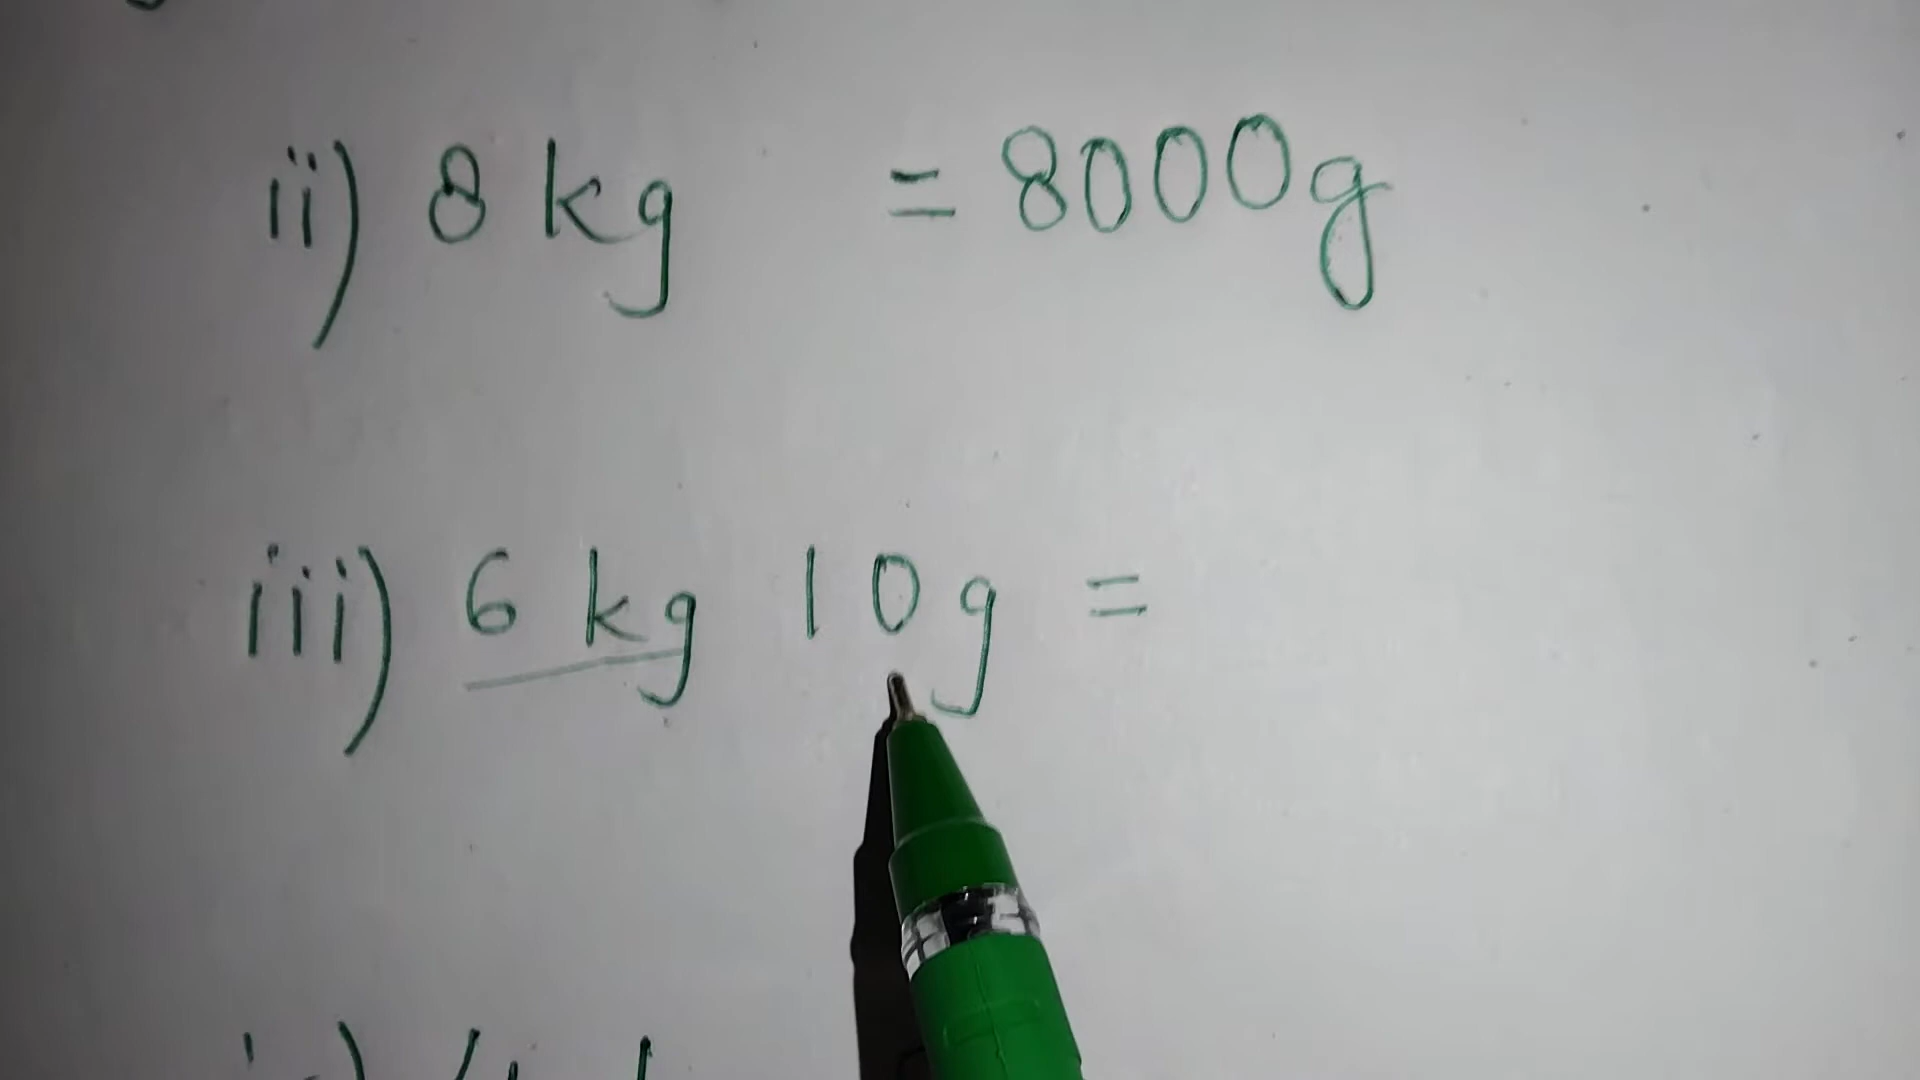 ii) 8 kg = 8000g
iii) 6 kg 10g =